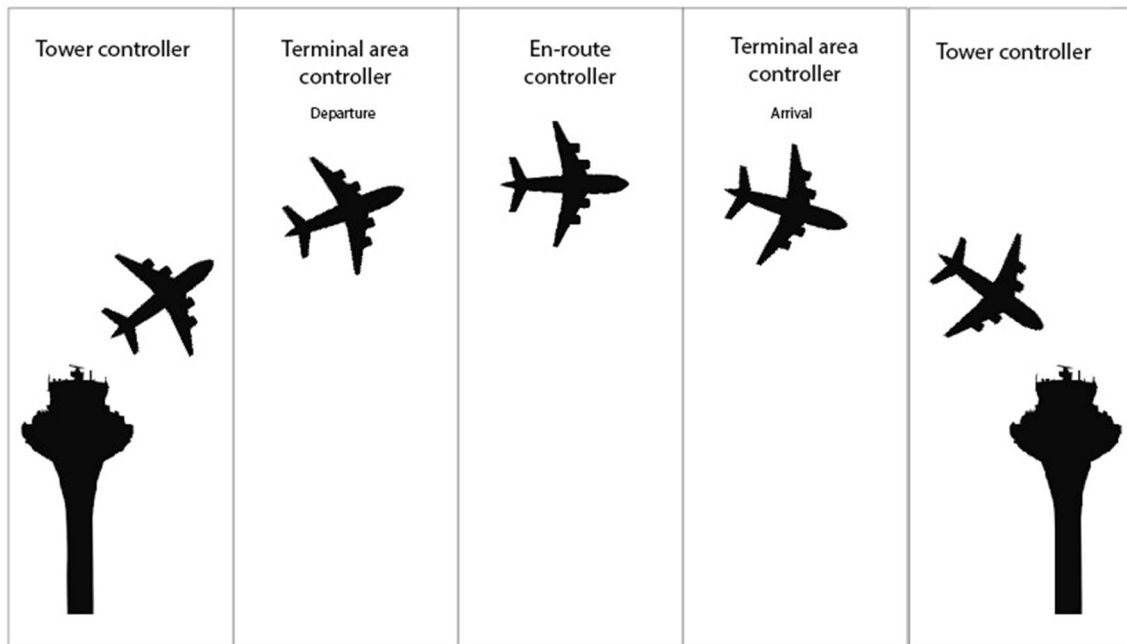 Tower controller
Terminal area
controller
Departure
En-route
controller
Terminal area
controller
Arrival
Tower controller